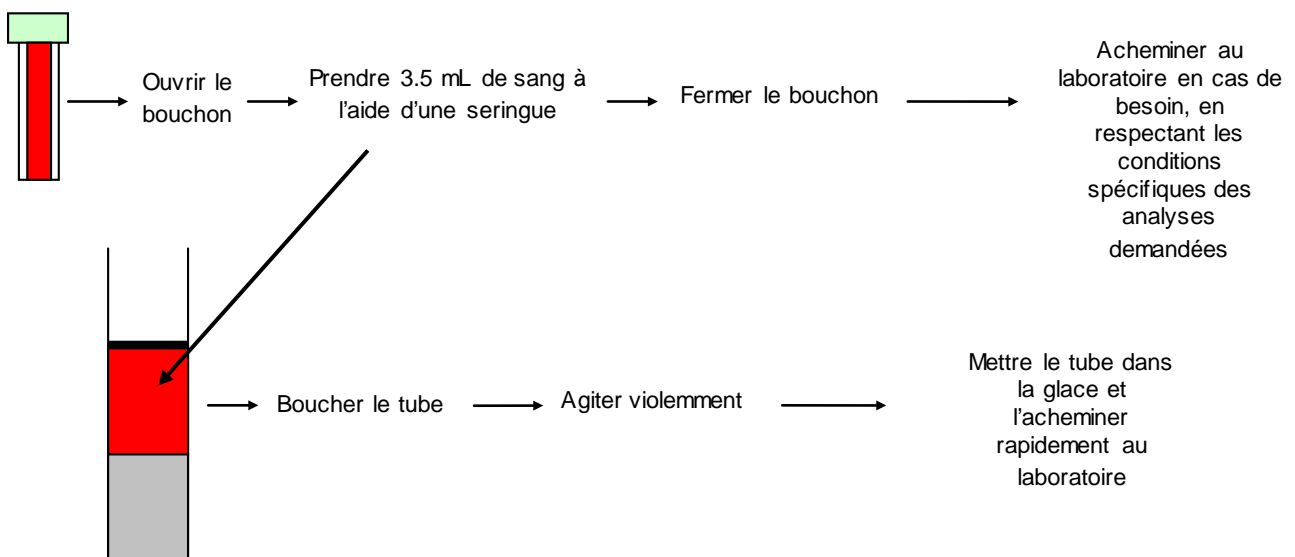 Ouvrir le
bouchon
Prendre 3.5 mL de sang à
l'aide d'une seringue
Fermer le bouchon
Acheminer au
laboratoire en cas de
besoin, en
respectant les
conditions
spécifiques des
analyses
demandées
Boucher le tube
Agiter violemment
Mettre le tube dans
la glace et
l'acheminer
rapidement au
laboratoire